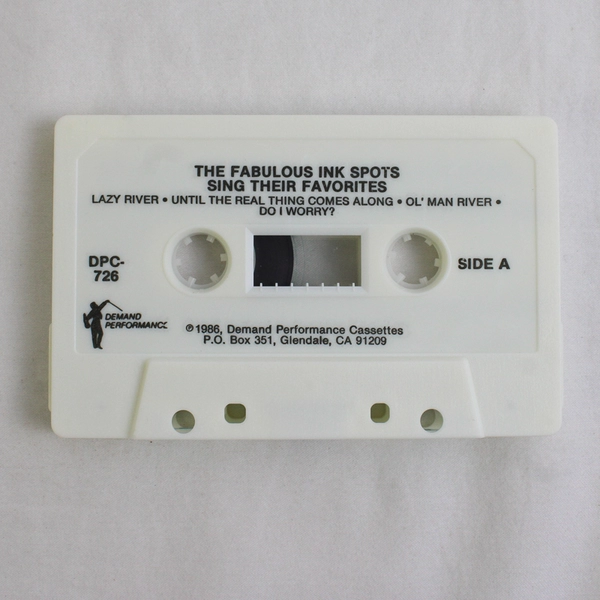 THE FABULOUS INK SPOTS
SING THEIR FAVORITES
LAZY RIVER • UNTIL THE REAL THING COMES ALONG • OL' MAN RIVER •
DO I WORRY?
DPC-
726
SIDE A
DEMAND
PERFORMANCE
℗1986, Demand Performance Cassettes
P.O. Box 351, Glendale, CA 91209